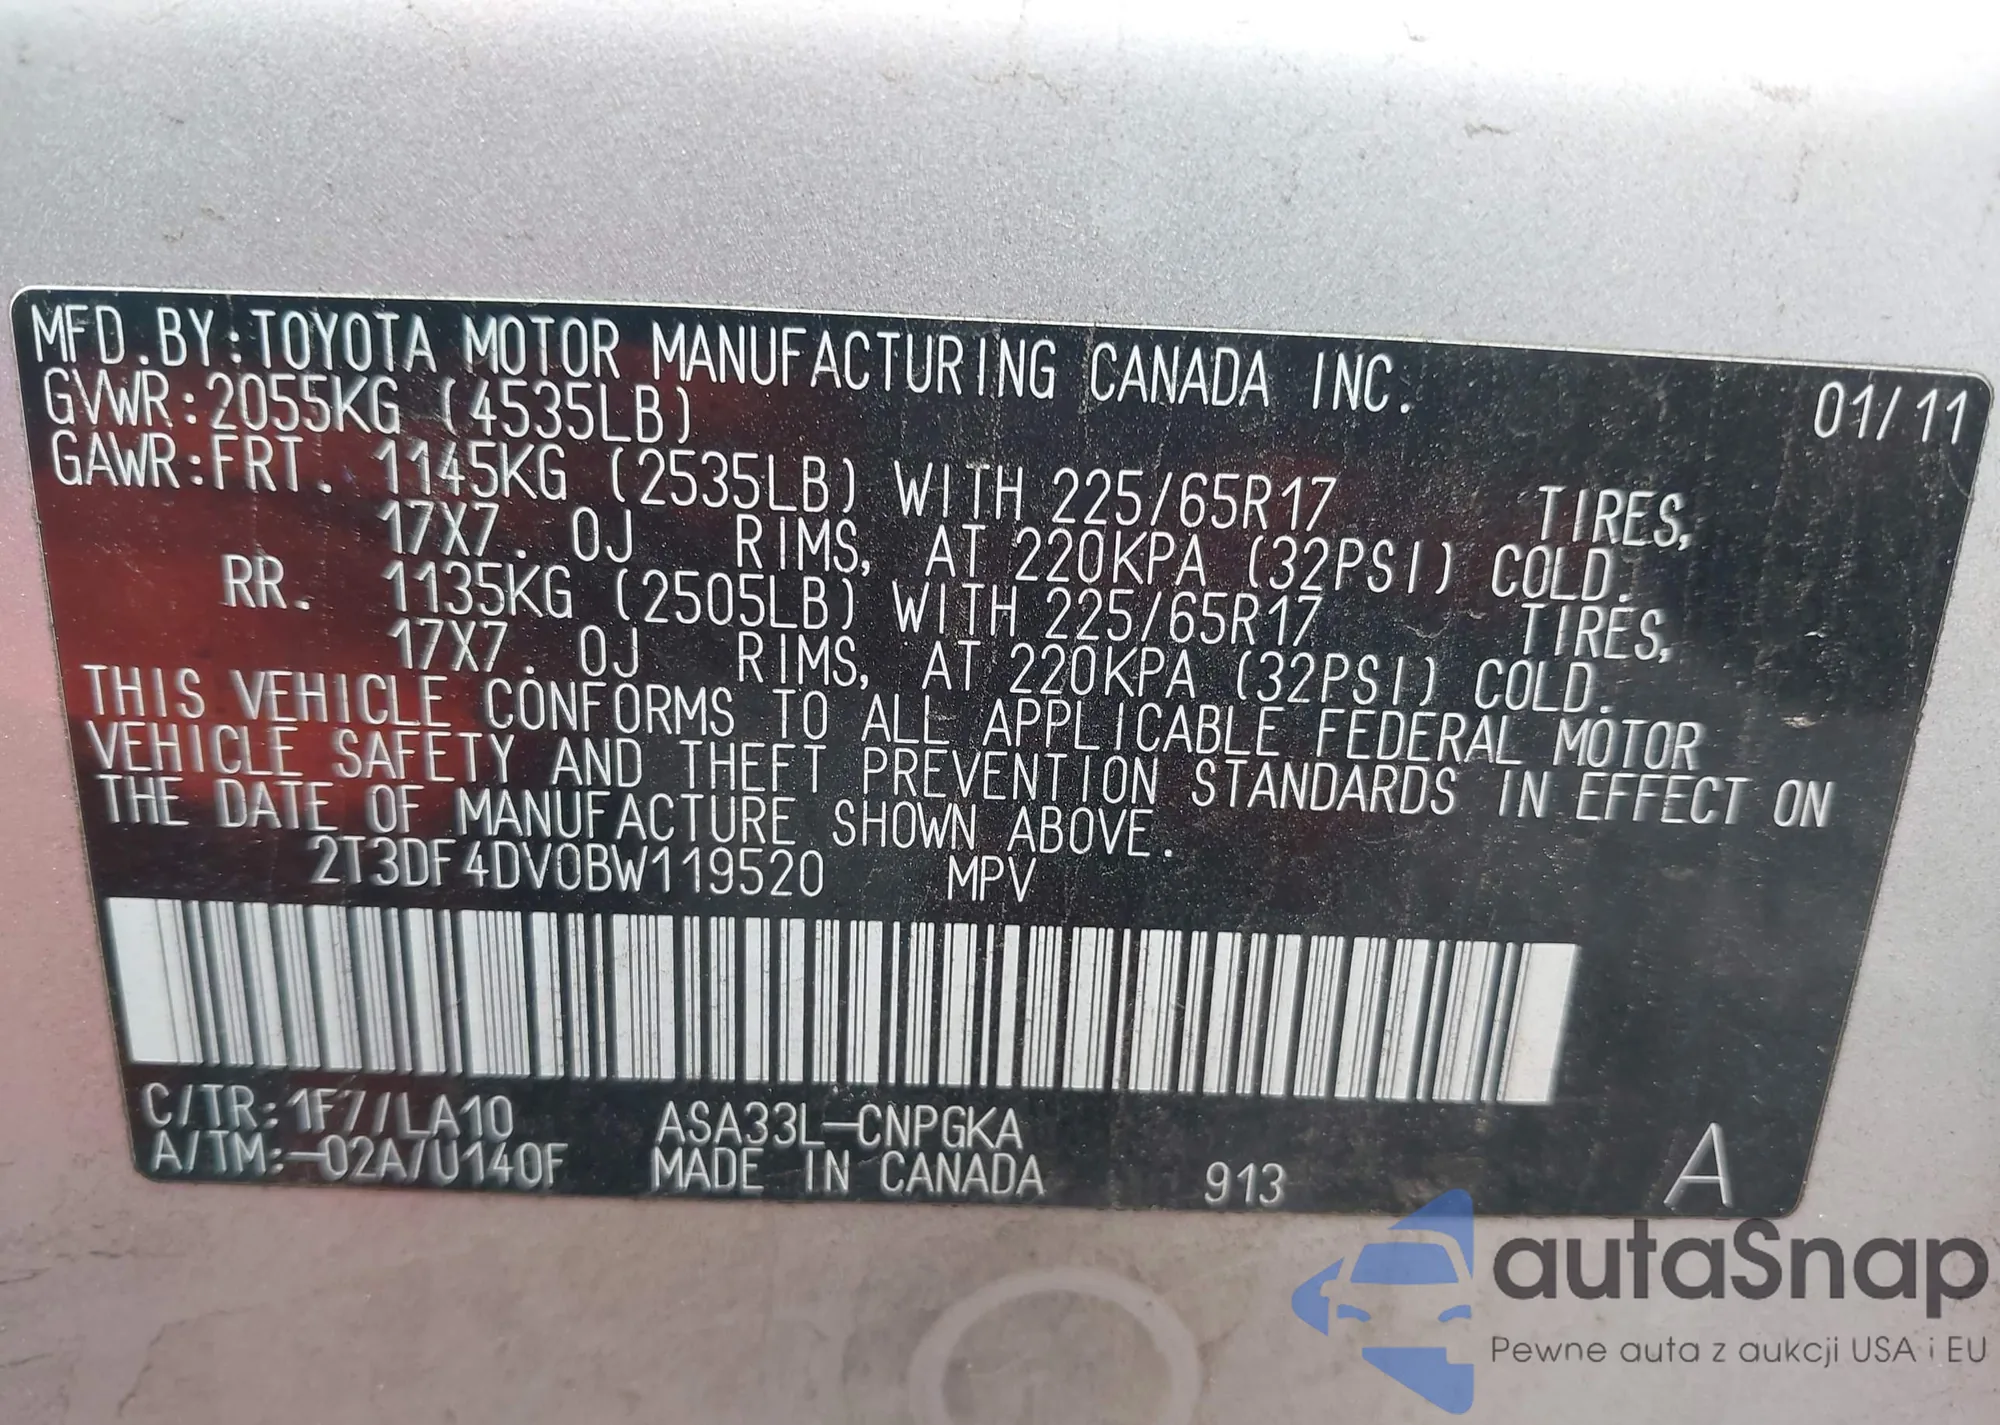 MFD.BY:TOYOTA MOTOR MANUFACTURING CANADA INC. 01/11
GVWR:2055KG (4535LB)
GAWR:FRT. 1145KG (2535LB) WITH 225/65R17 TIRES,
17X7.0J RIMS, AT 220KPA (32PSI) COLD.
RR. 1135KG (2505LB) WITH 225/65R17 TIRES,
17X7.0J RIMS, AT 220KPA (32PSI) COLD.
THIS VEHICLE CONFORMS TO ALL APPLICABLE FEDERAL MOTOR
VEHICLE SAFETY AND THEFT PREVENTION STANDARDS IN EFFECT ON
THE DATE OF MANUFACTURE SHOWN ABOVE.
2T3DF4DV0BW119520 MPV
C/TR:1F7//LA10 ASA33L-CNPGKA
A/TM:-02A/U140F MADE IN CANADA 913 A
autaSnap
Pewne auta z aukcji USA i EU